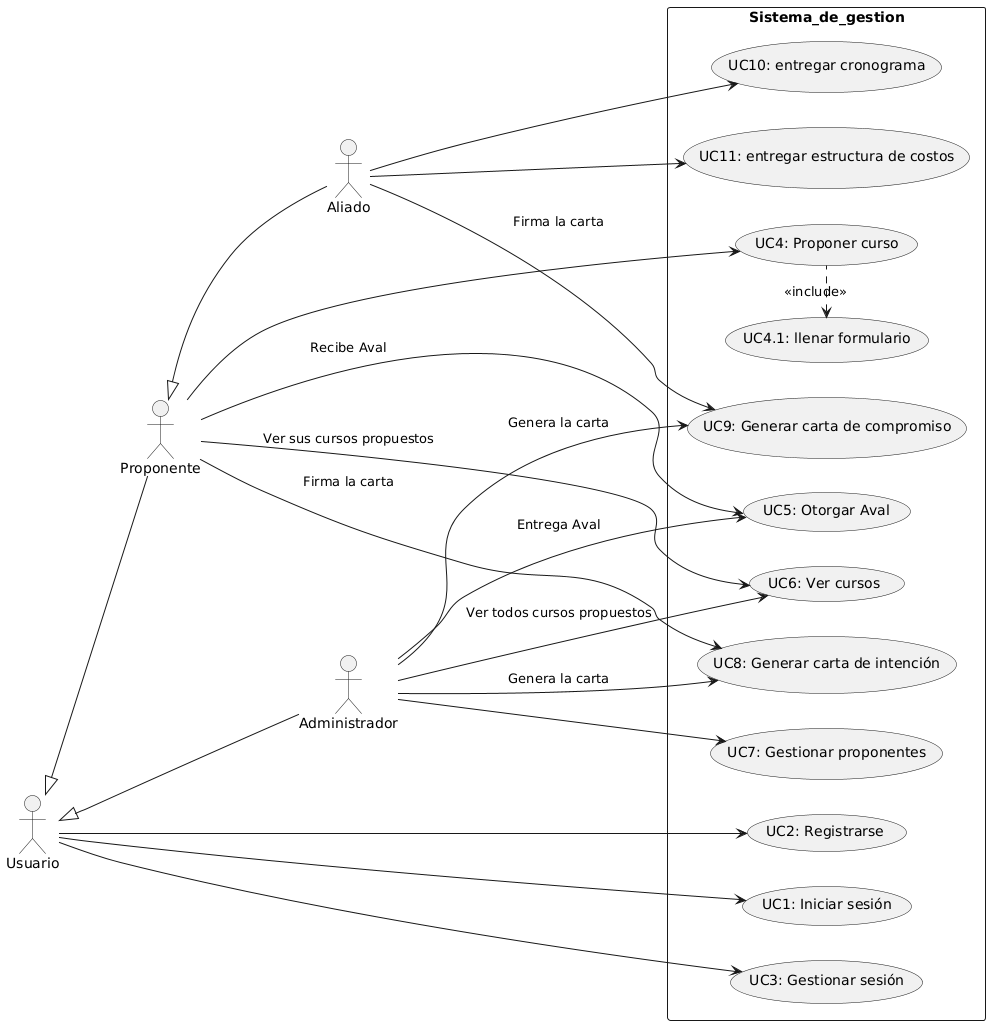 Sistema_de_gestion
UC10: entregar cronograma
UC11: entregar estructura de costos
Aliado
Firma la carta
UC4: Proponer curso
«include»
UC4.1: llenar formulario
Recibe Aval
Genera la carta
UC9: Generar carta de compromiso
Ver sus cursos propuestos
Proponente
Firma la carta
UC5: Otorgar Aval
Entrega Aval
UC6: Ver cursos
Ver todos cursos propuestos
UC8: Generar carta de intención
Genera la carta
Administrador
UC7: Gestionar proponentes
UC2: Registrarse
Usuario
UC1: Iniciar sesión
UC3: Gestionar sesión